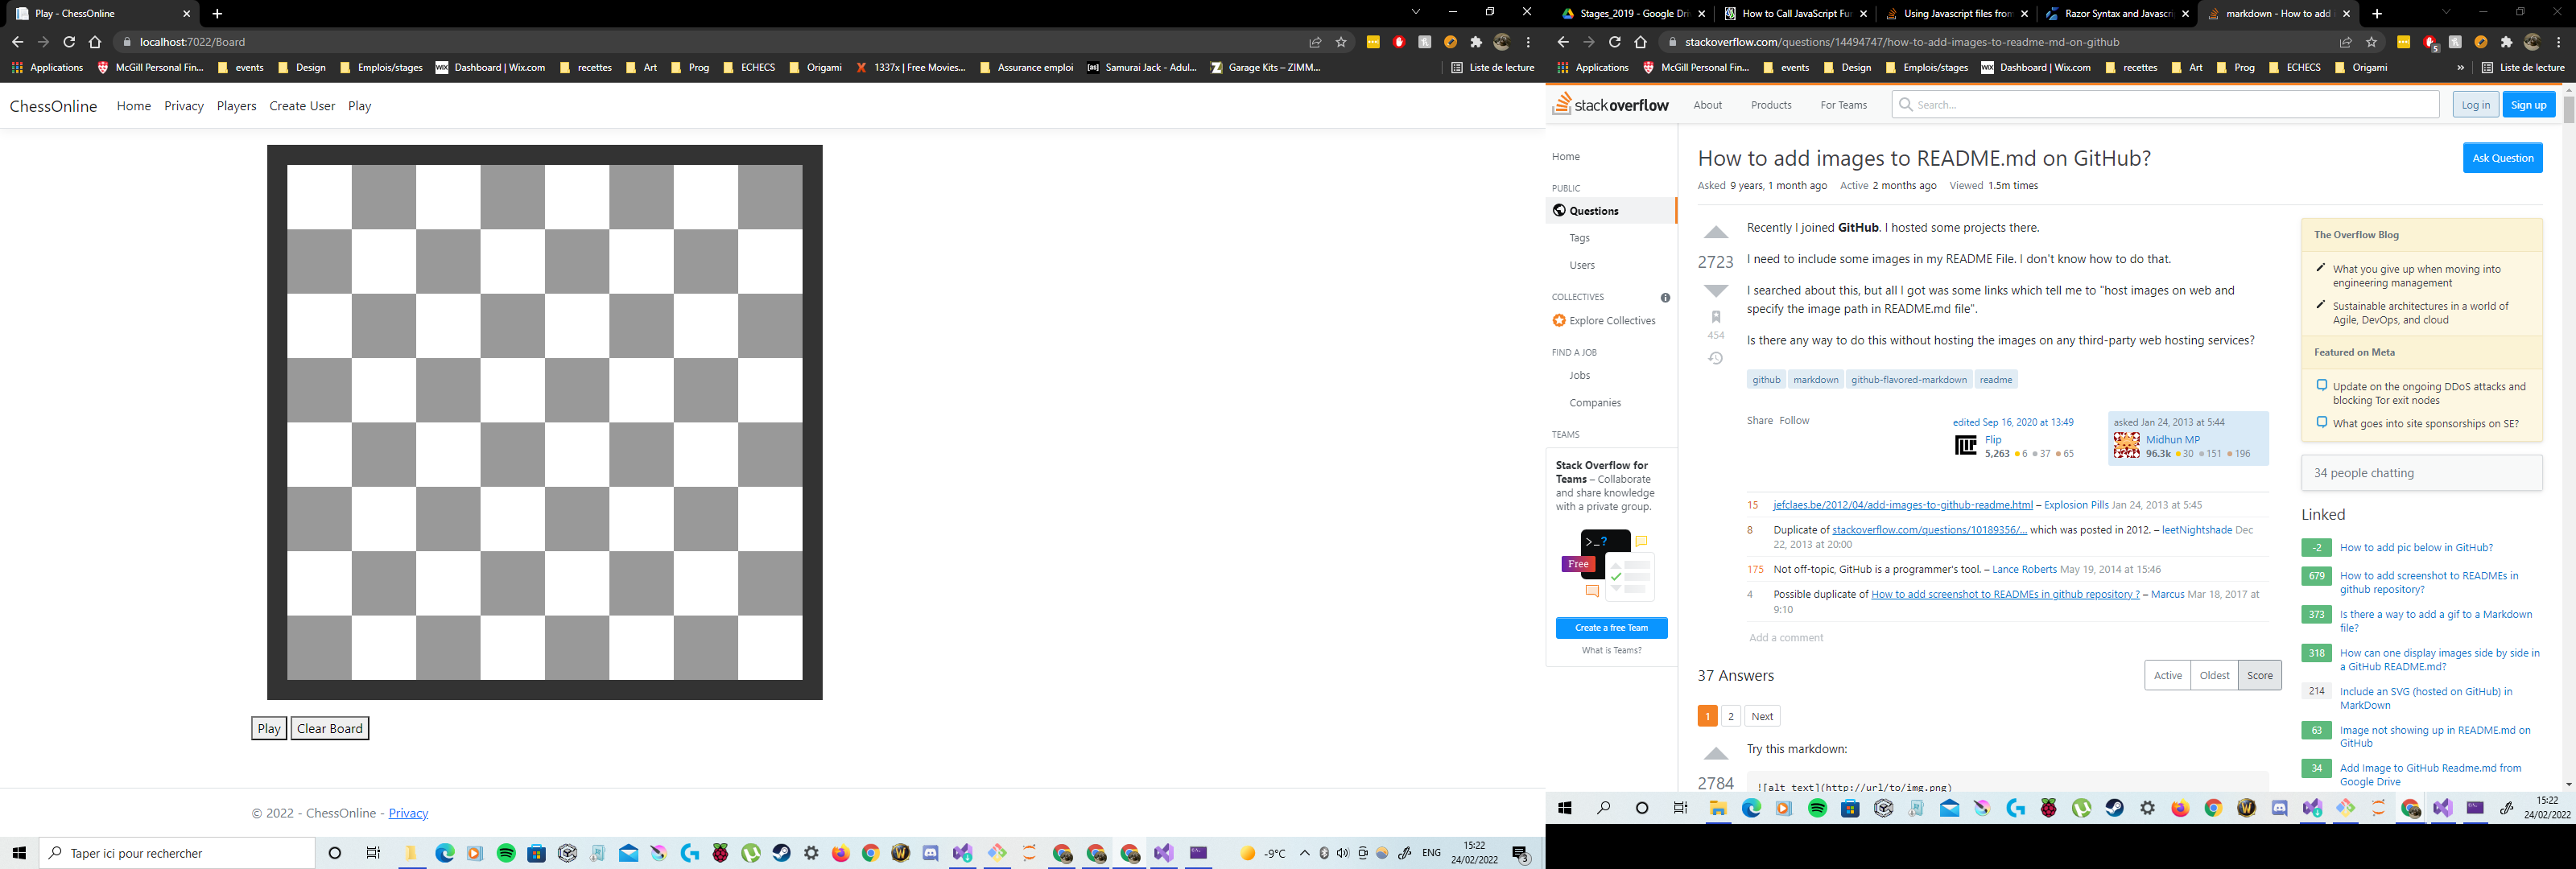 Play - ChessOnline
localhost:7022/Board
Applications
McGill Personal Fin...
events
Design
Emplois/stages
Dashboard | Wix.com
recettes
Art
Prog
ECHECS
Origami
1337x | Free Movies...
Assurance emploi
Samurai Jack - Adul...
Garage Kits – ZIMM...
Liste de lecture
ChessOnline
Home
Privacy
Players
Create User
Play
Play
Clear Board
© 2022 - ChessOnline - Privacy
Taper ici pour rechercher
-9°C
ENG
15:22
24/02/2022
3
Stages_2019 - Google Dri
How to Call JavaScript Fu
Using Javascript files from
Razor Syntax and Javascri
markdown - How to add
stackoverflow.com/questions/14494747/how-to-add-images-to-readme-md-on-github
Applications
McGill Personal Fin...
events
Design
Emplois/stages
Dashboard | Wix.com
recettes
Art
Prog
ECHECS
Origami
»
Liste de lecture
stackoverflow
About
Products
For Teams
Search...
Log in
Sign up
Home
PUBLIC
Questions
Tags
Users
COLLECTIVES
Explore Collectives
FIND A JOB
Jobs
Companies
TEAMS
Stack Overflow for
Teams – Collaborate
and share knowledge
with a private group.
>_?
Free
Create a free Team
What is Teams?
How to add images to README.md on GitHub?
Ask Question
Asked 9 years, 1 month ago Active 2 months ago Viewed 1.5m times
2723
454
Recently I joined GitHub. I hosted some projects there.
I need to include some images in my README File. I don't know how to do that.
I searched about this, but all I got was some links which tell me to "host images on web and
specify the image path in README.md file".
Is there any way to do this without hosting the images on any third-party web hosting services?
github
markdown
github-flavored-markdown
readme
Share Follow
edited Sep 16, 2020 at 13:49
Flip
5,263 6 37 65
asked Jan 24, 2013 at 5:44
Midhun MP
96.3k 30 151 196
15 jefclaes.be/2012/04/add-images-to-github-readme.html – Explosion Pills Jan 24, 2013 at 5:45
8 Duplicate of stackoverflow.com/questions/10189356/... which was posted in 2012. – leetNightshade Dec
22, 2013 at 20:00
175 Not off-topic, GitHub is a programmer's tool. – Lance Roberts May 19, 2014 at 15:46
4 Possible duplicate of How to add screenshot to READMEs in github repository ? – Marcus Mar 18, 2017 at
9:10
Add a comment
37 Answers
Active
Oldest
Score
1
2
Next
2784
Try this markdown:
![alt text](http://url/to/img.png)
The Overflow Blog
What you give up when moving into
engineering management
Sustainable architectures in a world of
Agile, DevOps, and cloud
Featured on Meta
Update on the ongoing DDoS attacks and
blocking Tor exit nodes
What goes into site sponsorships on SE?
34 people chatting
Linked
-2 How to add pic below in GitHub?
679 How to add screenshot to READMEs in
github repository?
373 Is there a way to add a gif to a Markdown
file?
318 How can one display images side by side in
a GitHub README.md?
214 Include an SVG (hosted on GitHub) in
MarkDown
63 Image not showing up in README.md on
GitHub
34 Add Image to GitHub Readme.md from
Google Drive
15:22
24/02/2022